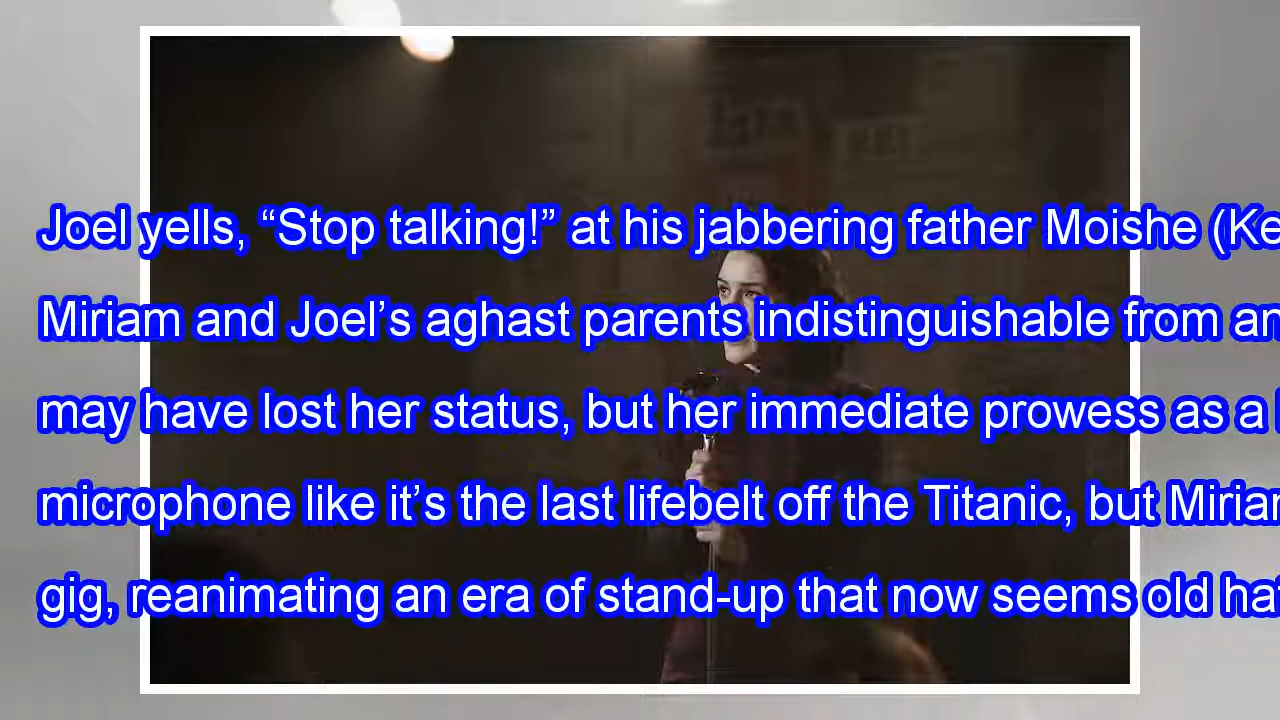 Joel yells, “Stop talking!” at his jabbering father Moishe (Ke
Miriam and Joel’s aghast parents indistinguishable from an
may have lost her status, but her immediate prowess as a
microphone like it’s the last lifebelt off the Titanic, but Miriam
gig, reanimating an era of stand-up that now seems old hat